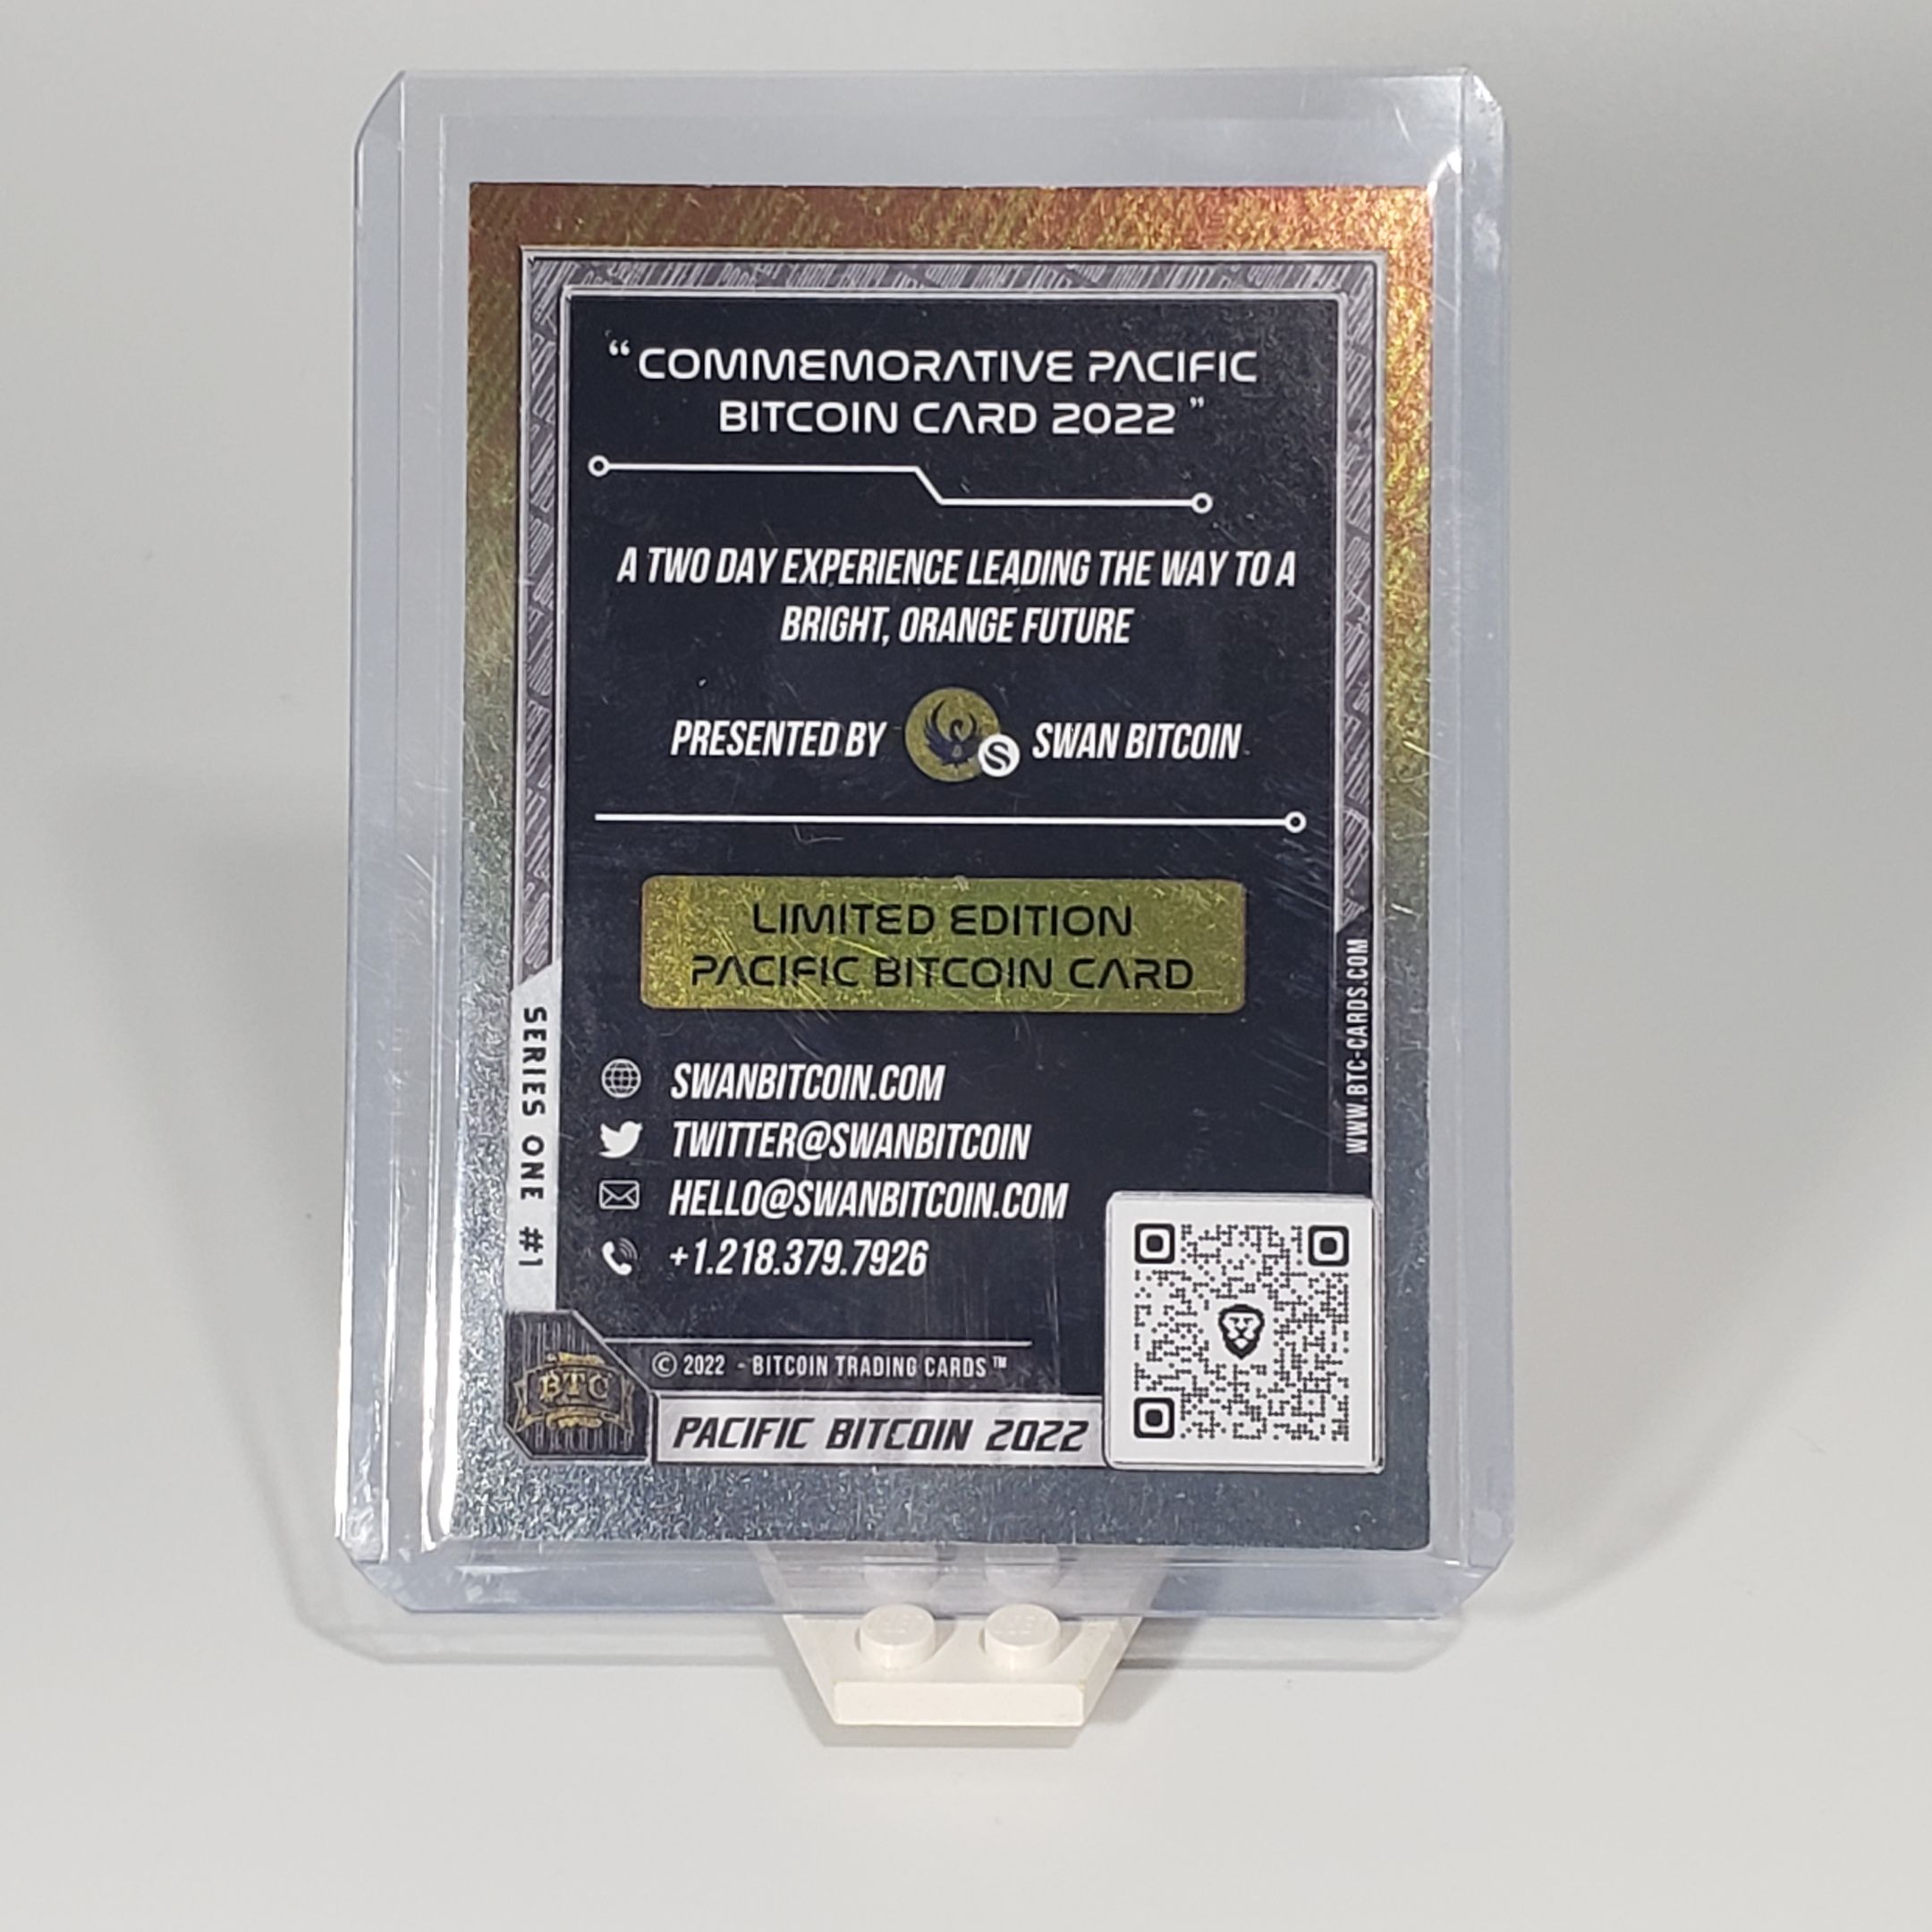 “ COMMEMORATIVE PACIFIC
BITCOIN CARD 2022 ”
A TWO DAY EXPERIENCE LEADING THE WAY TO A
BRIGHT, ORANGE FUTURE
PRESENTED BY S SWAN BITCOIN
LIMITED EDITION
PACIFIC BITCOIN CARD
SWANBITCOIN.COM
TWITTER@SWANBITCOIN
HELLO@SWANBITCOIN.COM
+1.218.379.7926
SERIES ONE #1
WWW.BTC-CARDS.COM
© 2022 - BITCOIN TRADING CARDS™
BTC
PACIFIC BITCOIN 2022